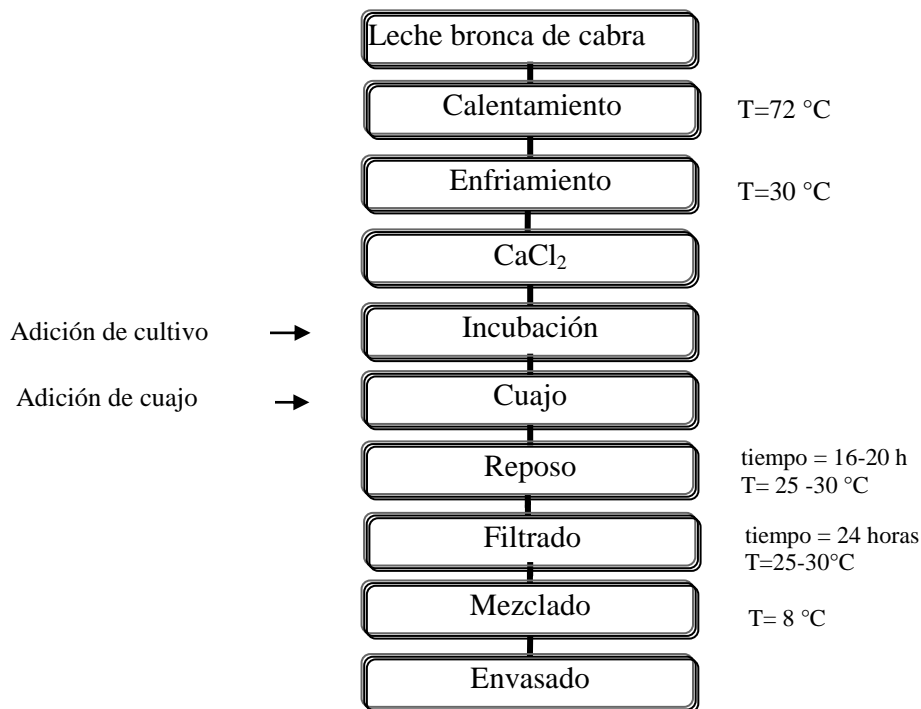 Leche bronca de cabra
Calentamiento
T=72 °C
Enfriamiento
T=30 °C
CaCl₂
Adición de cultivo
Incubación
Adición de cuajo
Cuajo
Reposo
tiempo = 16-20 h
T= 25 -30 °C
Filtrado
tiempo = 24 horas
T=25-30°C
Mezclado
T= 8 °C
Envasado